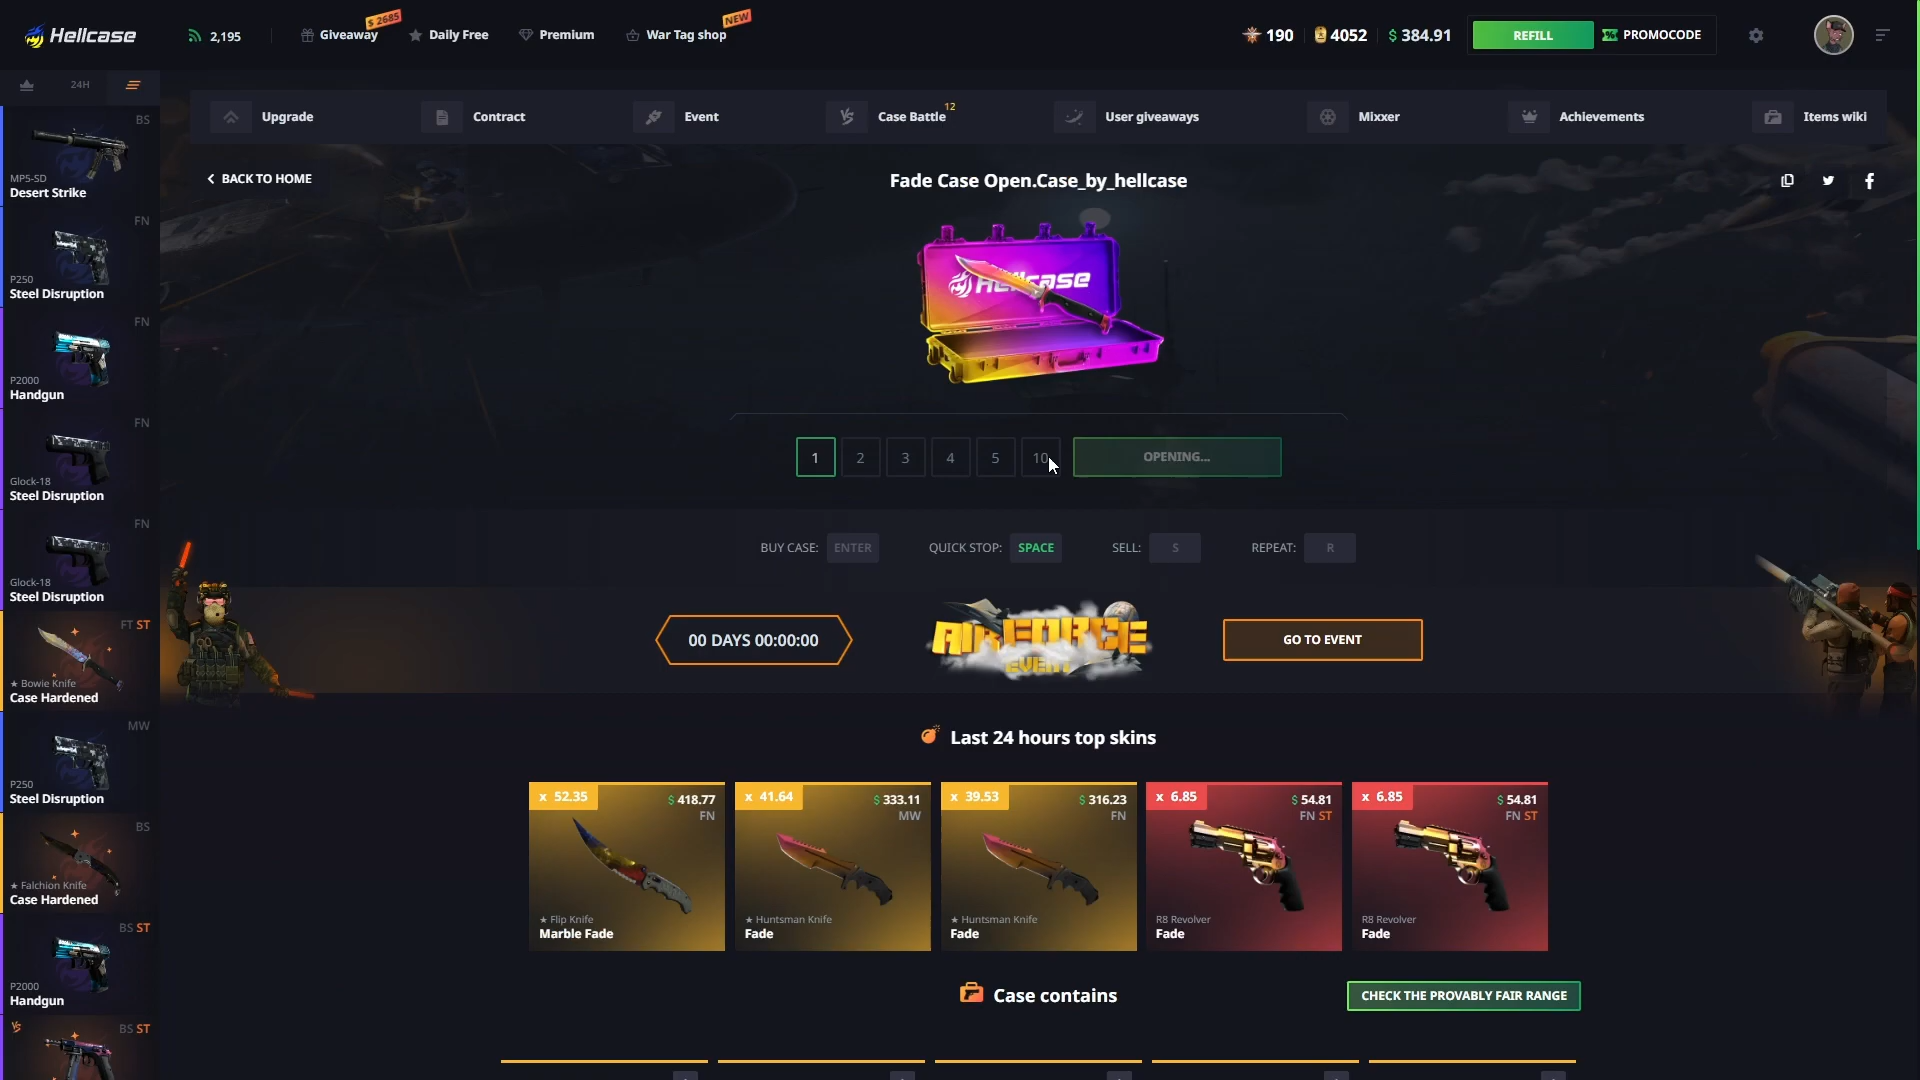 Hellcase
2,195
Giveaway
$ 2685
Daily Free
Premium
War Tag shop
NEW
190
4052
$ 384.91
REFILL
PROMOCODE
24H
Upgrade
Contract
Event
Case Battle
12
User giveaways
Mixxer
Achievements
Items wiki
BACK TO HOME
Fade Case Open.Case_by_hellcase
Hellcase
1
2
3
4
5
10
OPENING...
BUY CASE: ENTER
QUICK STOP: SPACE
SELL: S
REPEAT: R
00 DAYS 00:00:00
AIR FORCE
EVENT
GO TO EVENT
Last 24 hours top skins
x 52.35
$ 418.77
FN
★ Flip Knife
Marble Fade
x 41.64
$ 333.11
MW
★ Huntsman Knife
Fade
x 39.53
$ 316.23
FN
★ Huntsman Knife
Fade
x 6.85
$ 54.81
FN ST
R8 Revolver
Fade
x 6.85
$ 54.81
FN ST
R8 Revolver
Fade
Case contains
CHECK THE PROVABLY FAIR RANGE
BS
MP5-SD
Desert Strike
FN
P250
Steel Disruption
FN
P2000
Handgun
FN
Glock-18
Steel Disruption
FN
Glock-18
Steel Disruption
FT ST
★ Bowie Knife
Case Hardened
MW
P250
Steel Disruption
BS
★ Falchion Knife
Case Hardened
BS ST
P2000
Handgun
VS
BS ST